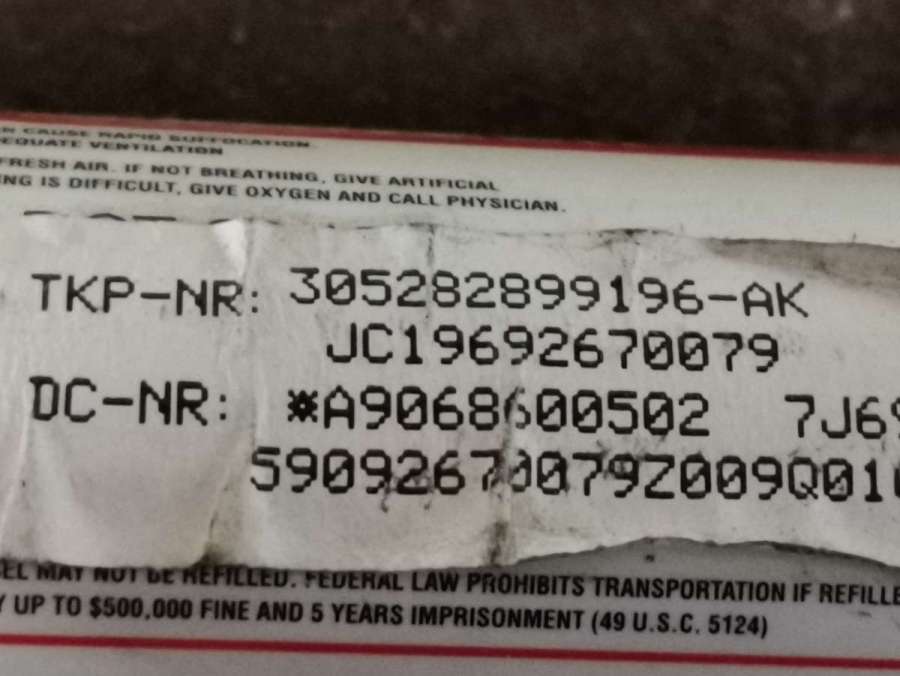 CAUSE RAPID SUFFOCATION.
EQUATE VENTILATION
FRESH AIR. IF NOT BREATHING, GIVE ARTIFICIAL
NG IS DIFFICULT, GIVE OXYGEN AND CALL PHYSICIAN.
TKP-NR: 305282899196-AK
JC19692670079
DC-NR: *A9068600502 7J69
59092670079Z009Q01
EL MAY NOT BE REFILLED. FEDERAL LAW PROHIBITS TRANSPORTATION IF REFILLE
Y UP TO $500,000 FINE AND 5 YEARS IMPRISONMENT (49 U.S.C. 5124)